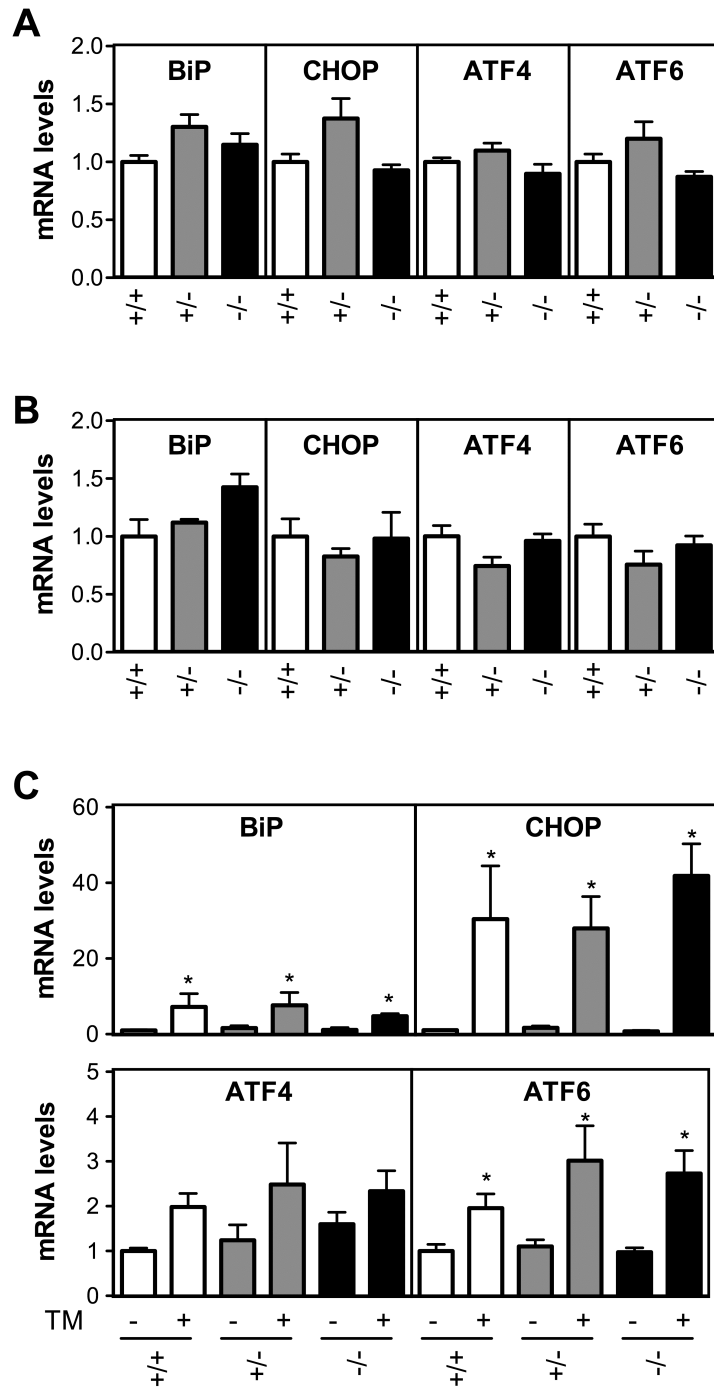 A
mRNA levels
2.0
1.5
1.0
0.5
0.0
BiP CHOP ATF4 ATF6
+/+ +/- -/- +/+ +/- -/- +/+ +/- -/- +/+ +/- -/-
B
mRNA levels
2.0
1.5
1.0
0.5
0.0
BiP CHOP ATF4 ATF6
+/+ +/- -/- +/+ +/- -/- +/+ +/- -/- +/+ +/- -/-
C
mRNA levels
60
40
20
0
BiP CHOP
* * * * * *
mRNA levels
5
4
3
2
1
0
ATF4 ATF6
* * *
TM - + - + - + - + - + - +
+/+ +/- -/- +/+ +/- -/-